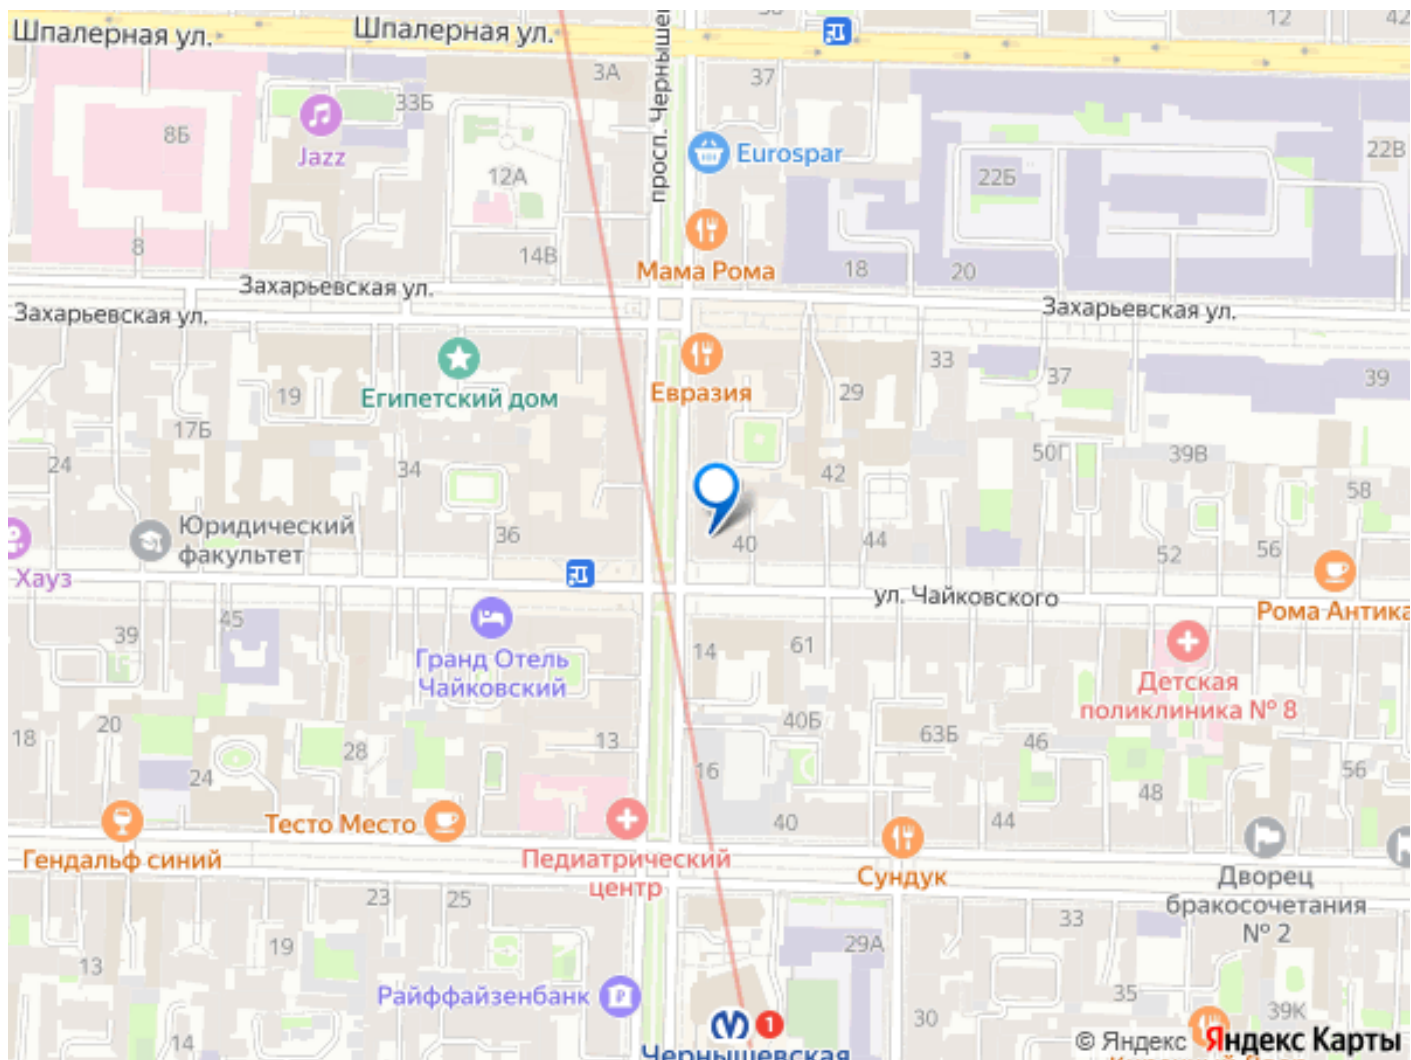 Шпалерная ул.
Шпалерная ул.
просп. Черныше
12
42
3А
37
33Б
8Б
Jazz
12А
Eurospar
22Б
22В
8
14В
Мама Рома
18
20
Захарьевская ул.
Захарьевская ул.
Захарьевская ул.
Египетский дом
Евразия
19
29
33
37
39
17Б
24
34
42
50Г
39В
58
Юридический
факультет
36
40
44
52
56
Хауз
ул. Чайковского
Рома Антика
45
39
Гранд Отель
Чайковский
14
61
Детская
поликлиника № 8
20
18
28
24
13
16
40Б
63Б
46
48
56
Тесто Место
40
44
Гендальф синий
Педиатрический
центр
Сундук
Дворец
бракосочетания
№ 2
23
25
19
13
33
29А
Райффайзенбанк
35
39К
30
14
1
Чернышевская
© Яндекс Яндекс Карты